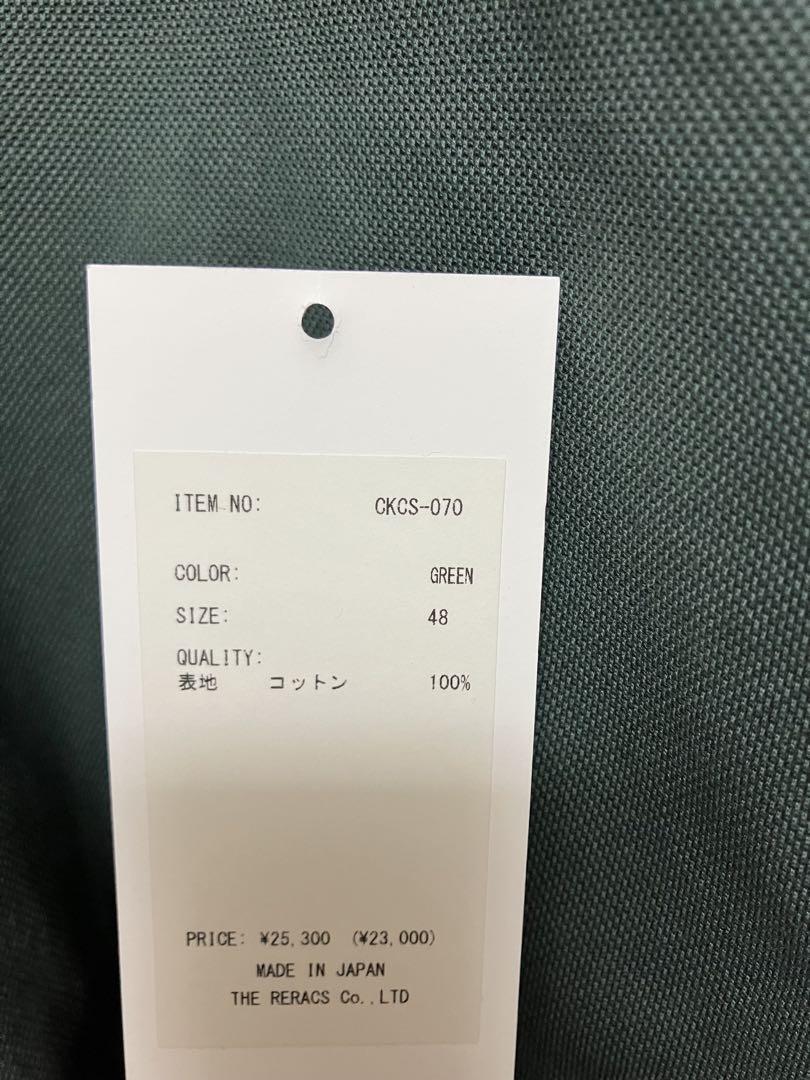 ITEM NO: CKCS-070
COLOR: GREEN
SIZE: 48
QUALITY:
表地 コットン 100%
PRICE: ¥25,300 (¥23,000)
MADE IN JAPAN
THE RERACS Co.,LTD